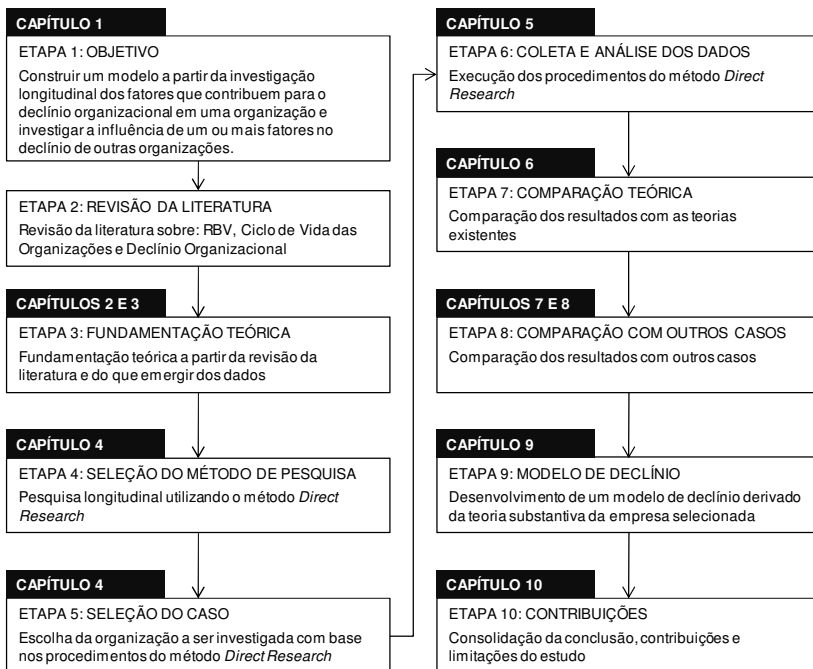 CAPÍTULO 1
ETAPA 1: OBJETIVO
Construir um modelo a partir da investigação
longitudinal dos fatores que contribuem para o
declínio organizacional em uma organização e
investigar a influência de um ou mais fatores no
declínio de outras organizações.
ETAPA 2: REVISÃO DA LITERATURA
Revisão da literatura sobre: RBV, Ciclo de Vida das
Organizações e Declínio Organizacional
CAPÍTULOS 2 E 3
ETAPA 3: FUNDAMENTAÇÃO TEÓRICA
Fundamentação teórica a partir da revisão da
literatura e do que emergir dos dados
CAPÍTULO 4
ETAPA 4: SELEÇÃO DO MÉTODO DE PESQUISA
Pesquisa longitudinal utilizando o método Direct
Research
CAPÍTULO 4
ETAPA 5: SELEÇÃO DO CASO
Escolha da organização a ser investigada com base
nos procedimentos do método Direct Research
CAPÍTULO 5
ETAPA 6: COLETA E ANÁLISE DOS DADOS
Execução dos procedimentos do método Direct
Research
CAPÍTULO 6
ETAPA 7: COMPARAÇÃO TEÓRICA
Comparação dos resultados com as teorias
existentes
CAPÍTULOS 7 E 8
ETAPA 8: COMPARAÇÃO COM OUTROS CASOS
Comparação dos resultados com outros casos
CAPÍTULO 9
ETAPA 9: MODELO DE DECLÍNIO
Desenvolvimento de um modelo de declínio derivado
da teoria substantiva da empresa selecionada
CAPÍTULO 10
ETAPA 10: CONTRIBUIÇÕES
Consolidação da conclusão, contribuições e
limitações do estudo